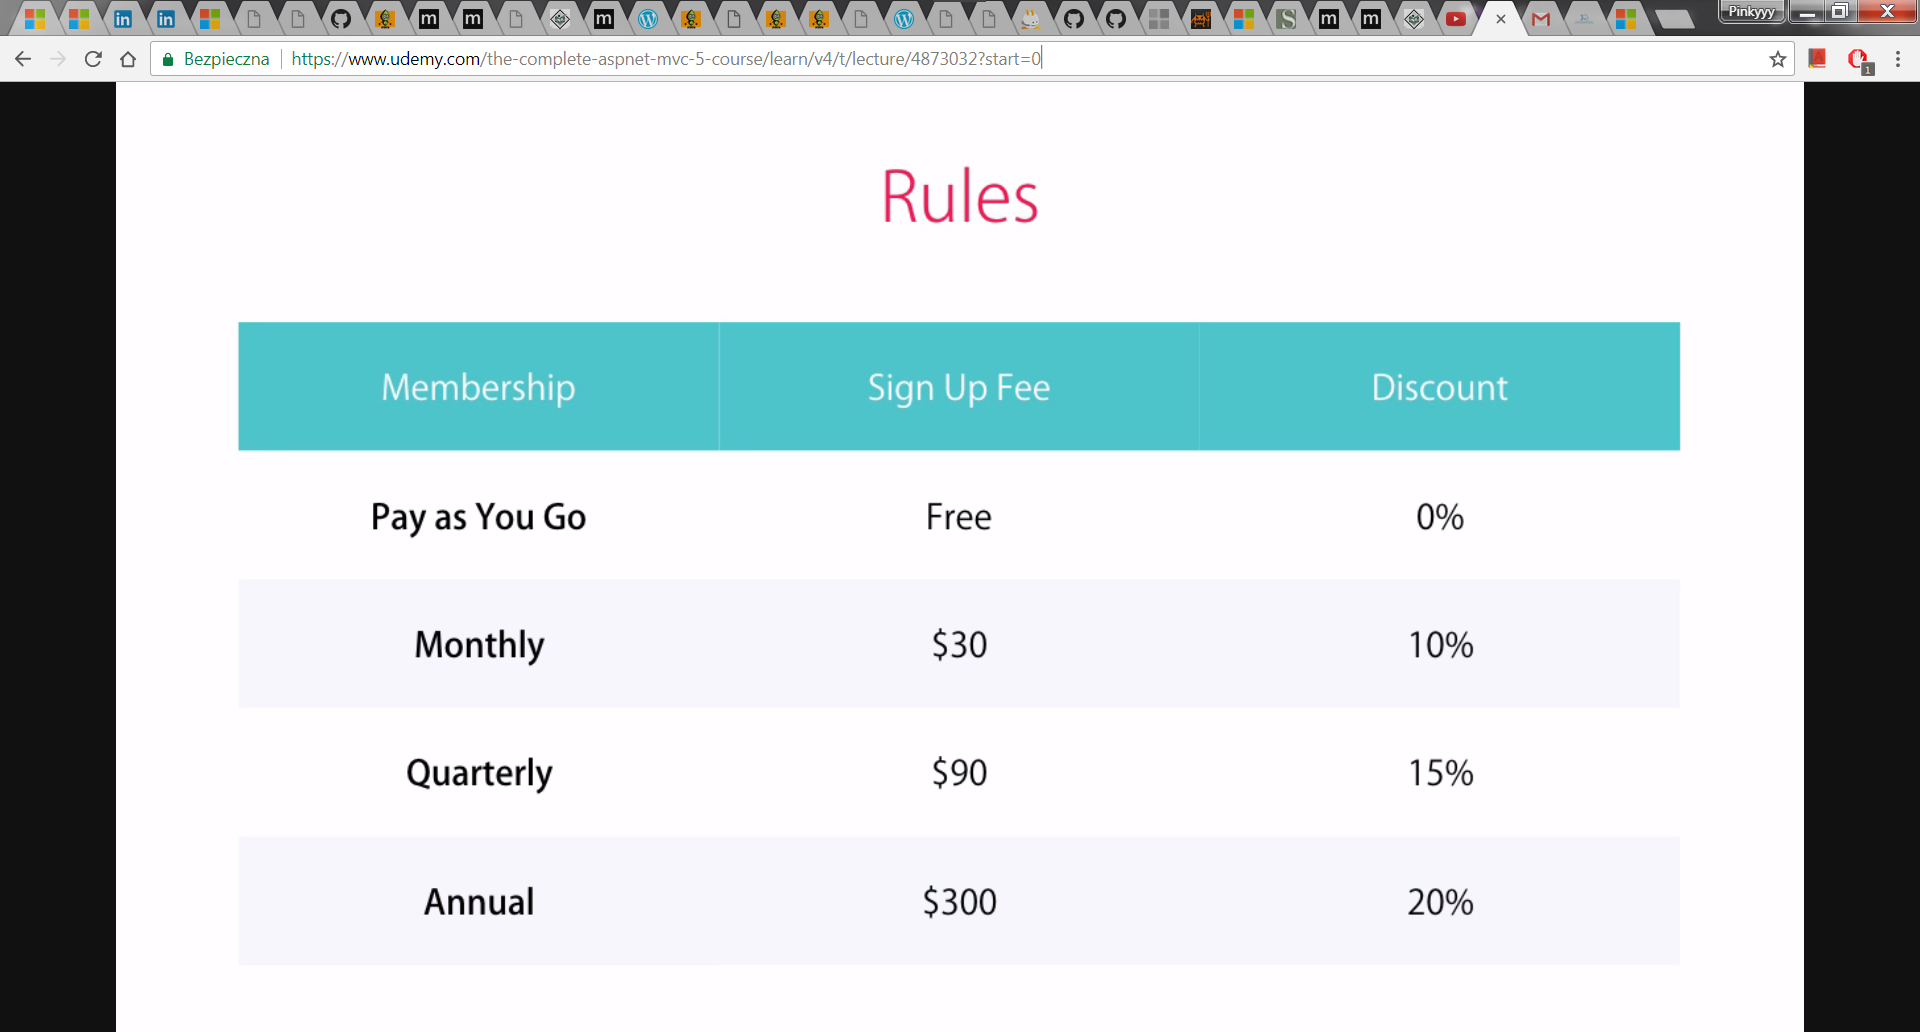 Pinkyyy
Bezpieczna https://www.udemy.com/the-complete-aspnet-mvc-5-course/learn/v4/t/lecture/4873032?start=0
1
Rules
Membership Sign Up Fee Discount
Pay as You Go Free 0%
Monthly $30 10%
Quarterly $90 15%
Annual $300 20%